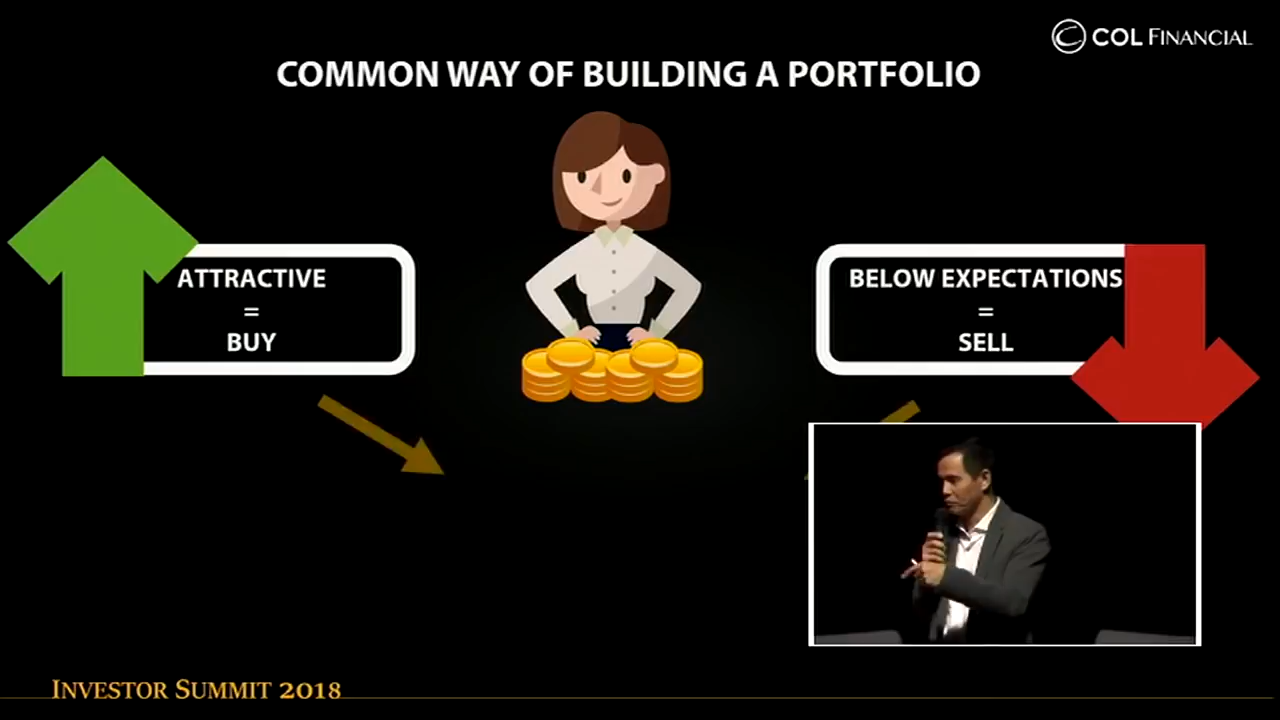 COL FINANCIAL
COMMON WAY OF BUILDING A PORTFOLIO
ATTRACTIVE
=
BUY
BELOW EXPECTATIONS
=
SELL
INVESTOR SUMMIT 2018